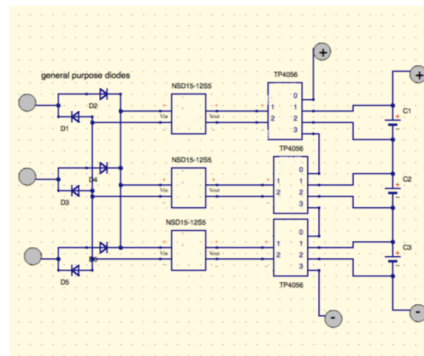 +
TP4056
+
general purpose diodes
NSD15-12S5
D2
0
1
1
Vin
Vout
2
2
C1
D1
3
TP4056
NSD15-12S5
D4
0
1
1
C2
Vin
Vout
2
2
D3
3
NSD15-12S5
0
1
1
C3
Vin
Vout
2
2
3
D5
TP4056
-
-